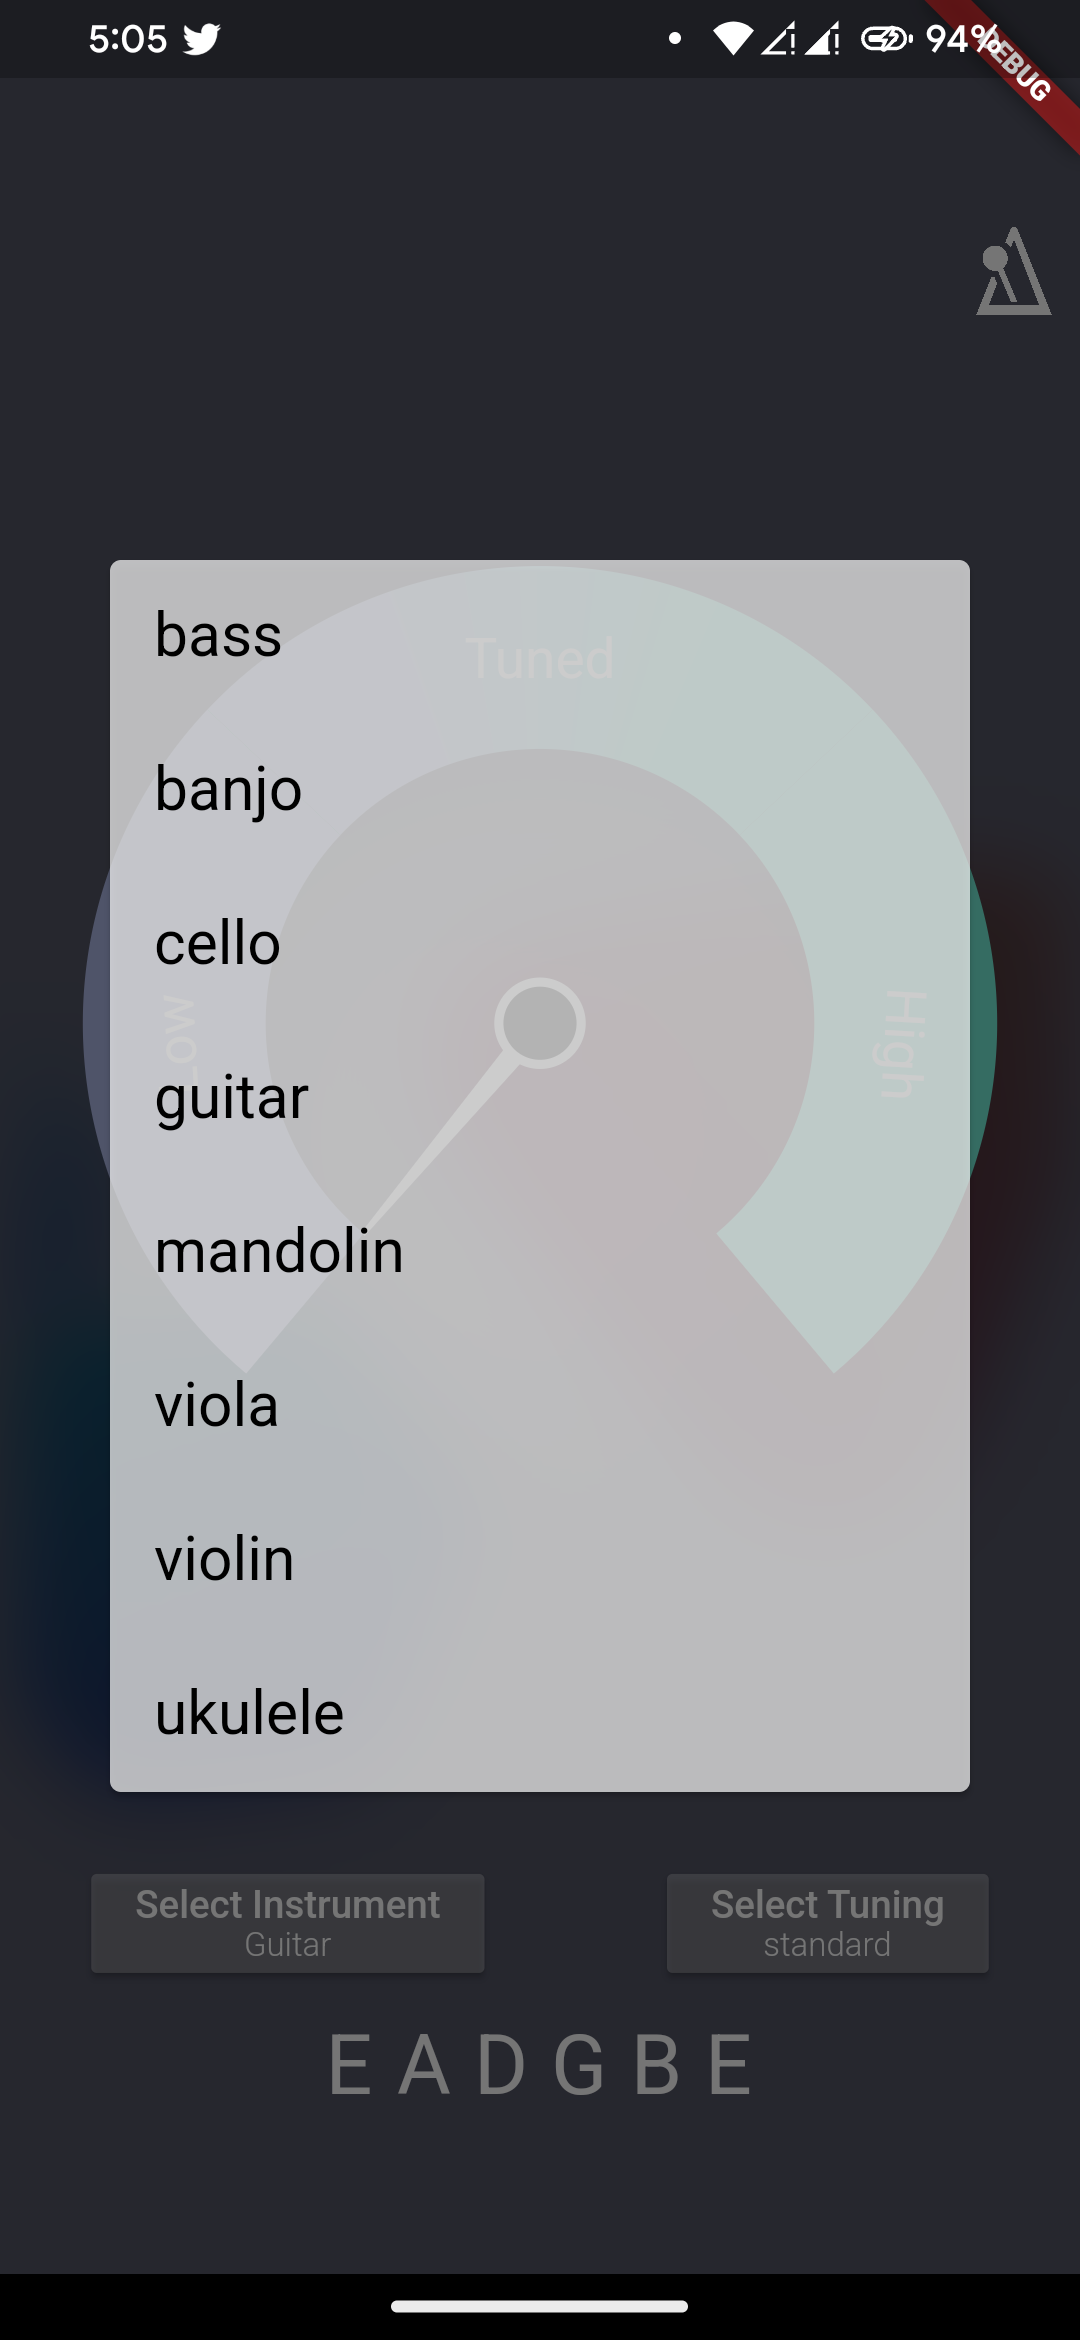 5:05 94%
DEBUG
bass
Tuned
banjo
cello
Low
High
guitar
mandolin
viola
violin
ukulele
Select Instrument
Guitar
Select Tuning
standard
E A D G B E